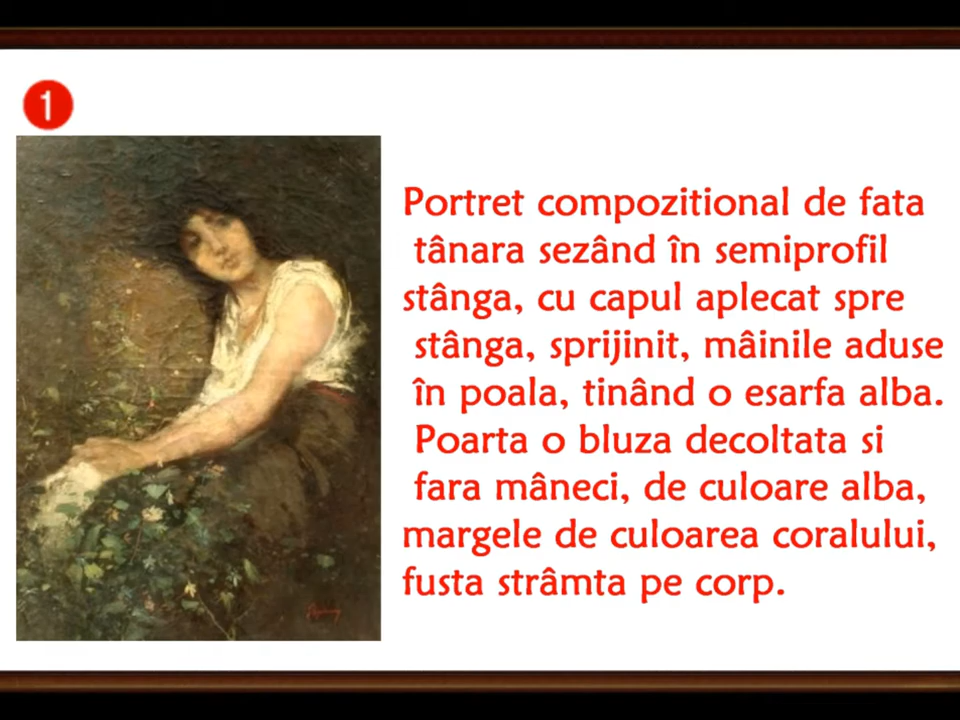 1
Portret compozitional de fata
tânara sezând în semiprofil
stânga, cu capul aplecat spre
stânga, sprijinit, mâinile aduse
în poala, tinând o esarfa alba.
Poarta o bluza decoltata si
fara mâneci, de culoare alba,
margele de culoarea coralului,
fusta strâmta pe corp.